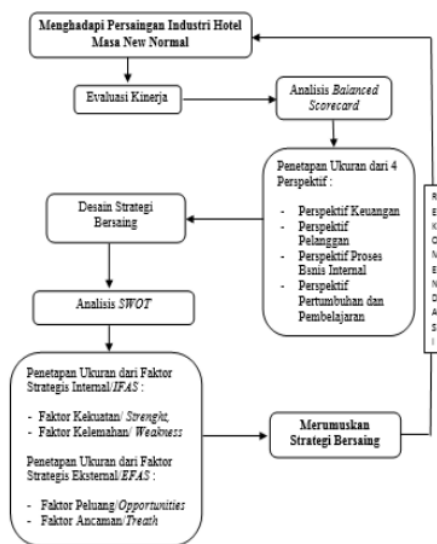 Menghadapi Persaingan Industri Hotel
Masa New Normal
Evaluasi Kinerja
Analisis Balanced
Scorecard
Penetapan Ukuran dari 4
Perspektif :
- Perspektif Keuangan
- Perspektif
Pelanggan
- Perspektif Proses
Bsnis Internal
- Perspektif
Pertumbuhan dan
Pembelajaran
Desain Strategi
Bersaing
Analisis SWOT
Penetapan Ukuran dari Faktor
Strategis Internal/IFAS :
- Faktor Kekuatan/ Strenght,
- Faktor Kelemahan/ Weakness
Penetapan Ukuran dari Faktor
Strategis Eksternal/EFAS :
- Faktor Peluang/Opportunities
- Faktor Ancaman/Treath
Merumuskan
Strategi Bersaing
R
E
K
O
M
E
N
D
A
S
I